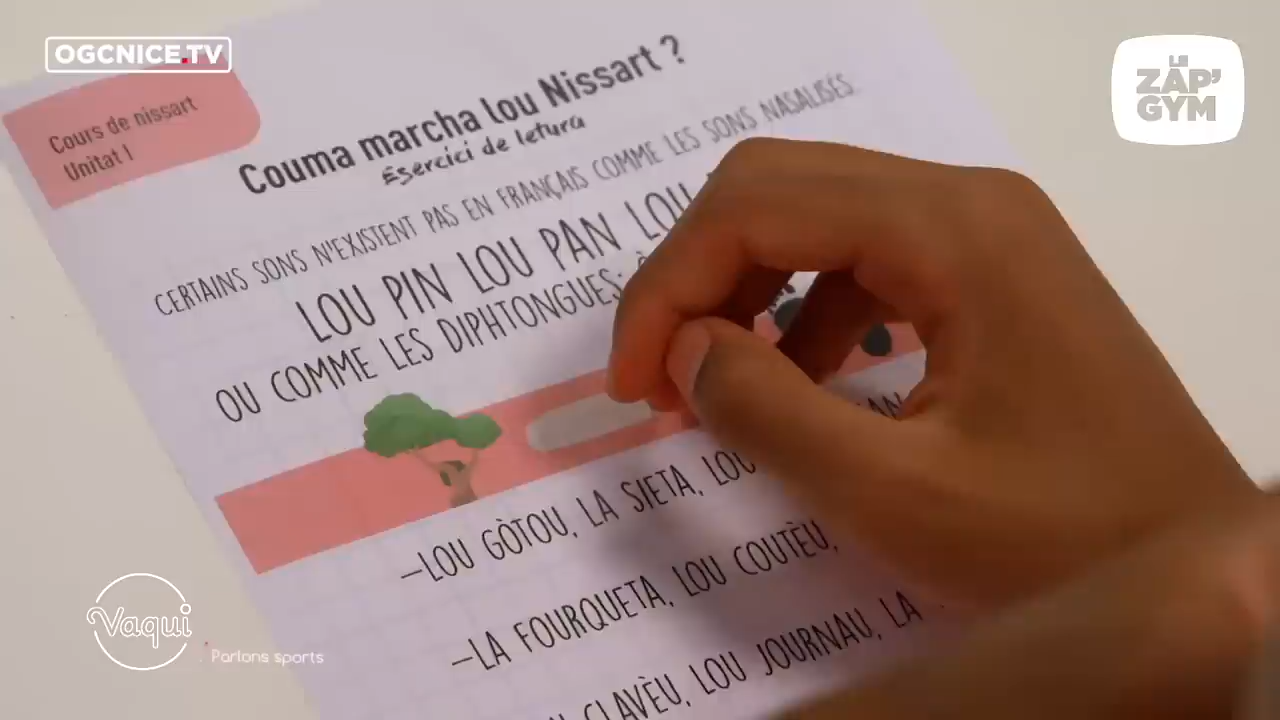 OGCNICE.TV
LE
ZAP'
GYM
Cours de nissart
Unitat I
Couma marcha lou Nissart ?
Esercici de letura
CERTAINS SONS N'EXISTENT PAS EN FRANÇAIS COMME LES SONS NASALISÉS.
LOU PIN LOU PAN LOU
OU COMME LES DIPHTONGUES:
–LOU GÒTOU, LA SIETA, LOU
–LA FOURQUETA, LOU COUTÈU,
CLAVÈU, LOU JOURNAU, LA
Vaqui
Parlons sports